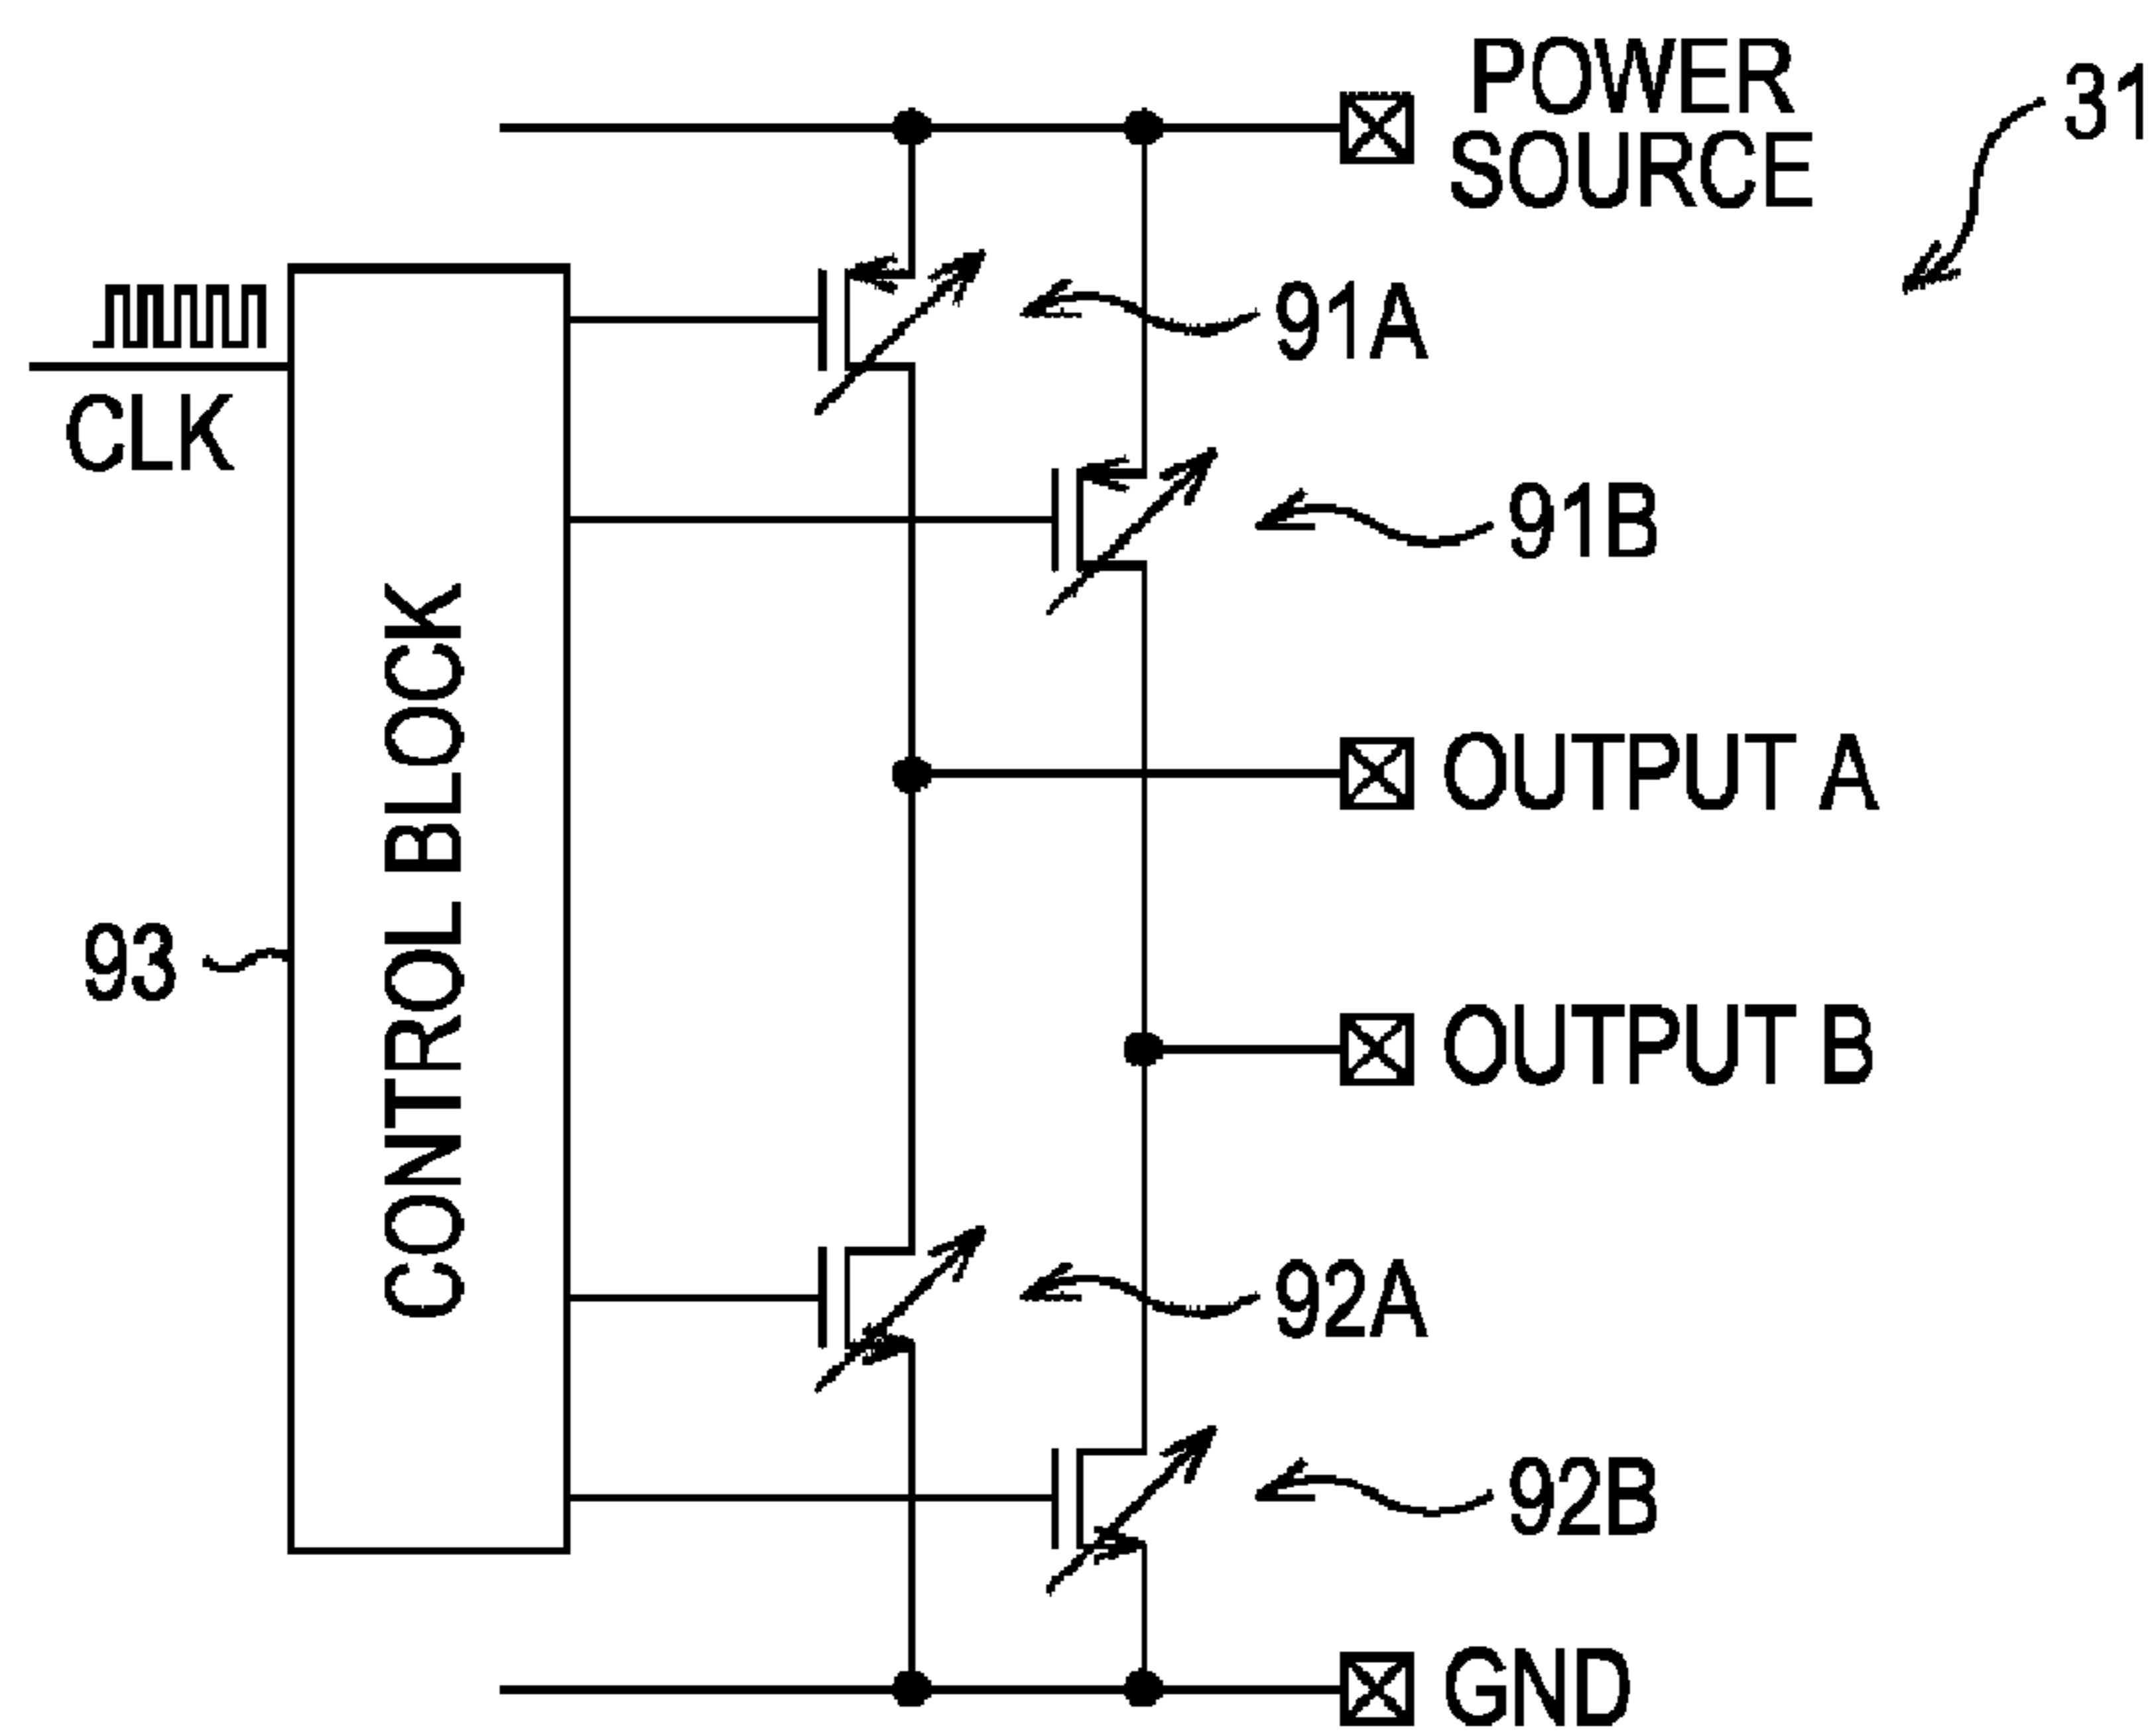 POWER
SOURCE
31
91A
CLK
91B
CONTROL BLOCK
OUTPUT A
93
OUTPUT B
92A
92B
GND